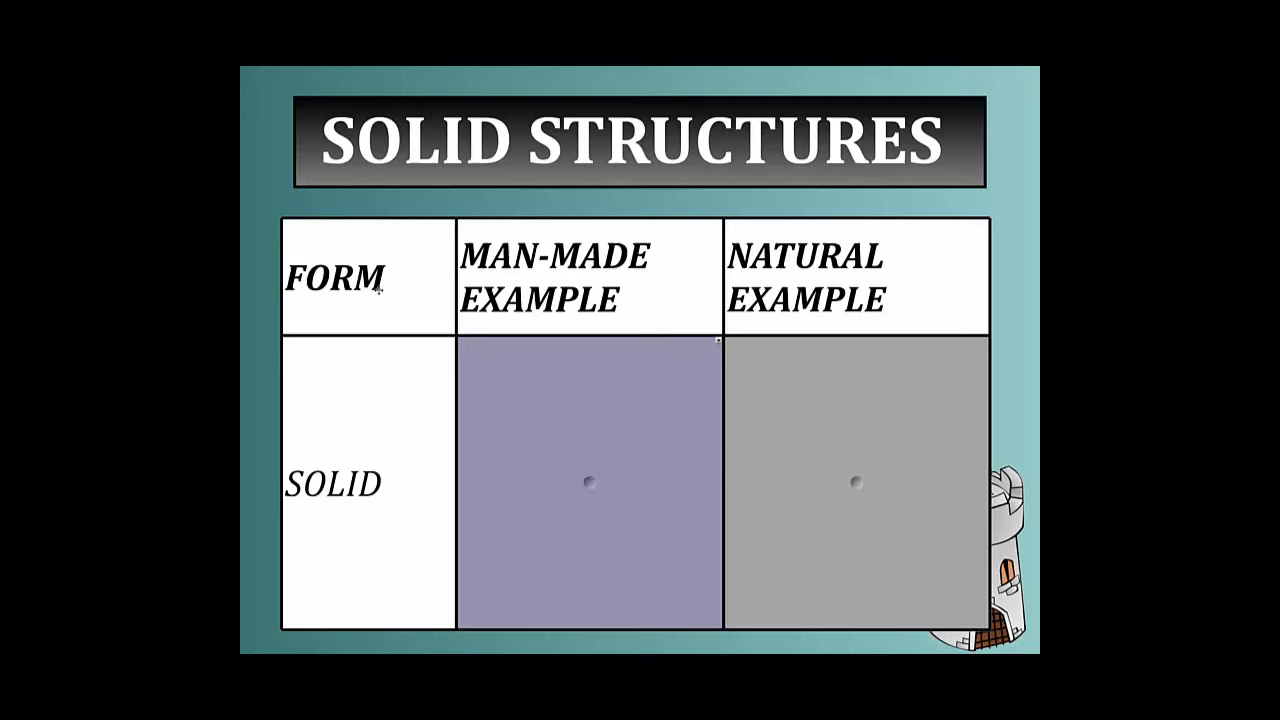 SOLID STRUCTURES
FORM
MAN-MADE
EXAMPLE
NATURAL
EXAMPLE
SOLID